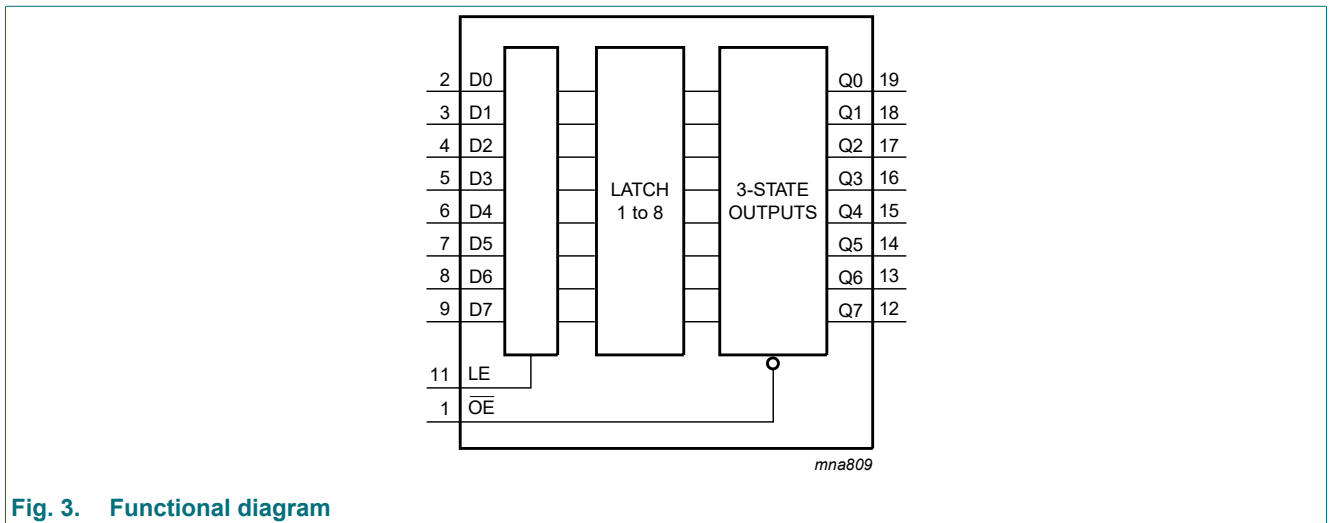 2 D0 Q0 19
3 D1 Q1 18
4 D2 Q2 17
5 D3 LATCH 3-STATE Q3 16
6 D4 1 to 8 OUTPUTS Q4 15
7 D5 Q5 14
8 D6 Q6 13
9 D7 Q7 12
11 LE
1 O̅E̅
mna809
Fig. 3. Functional diagram